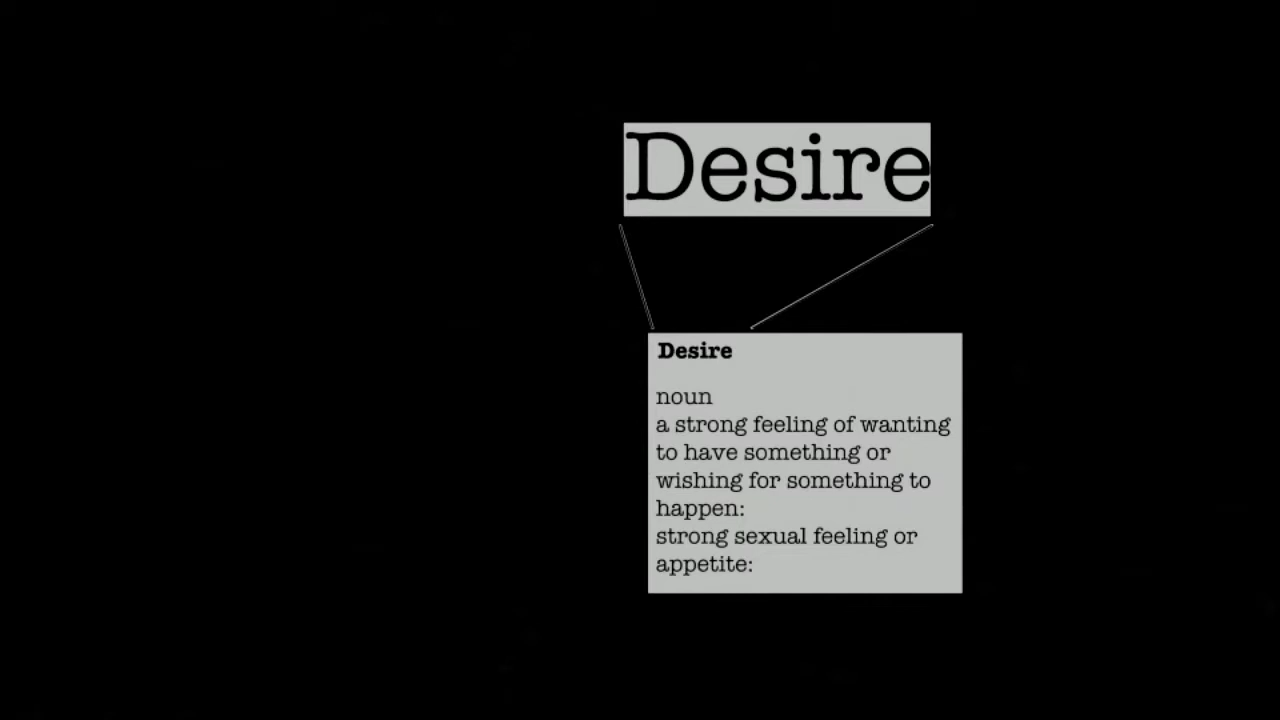 Desire
Desire
noun
a strong feeling of wanting
to have something or
wishing for something to
happen:
strong sexual feeling or
appetite: